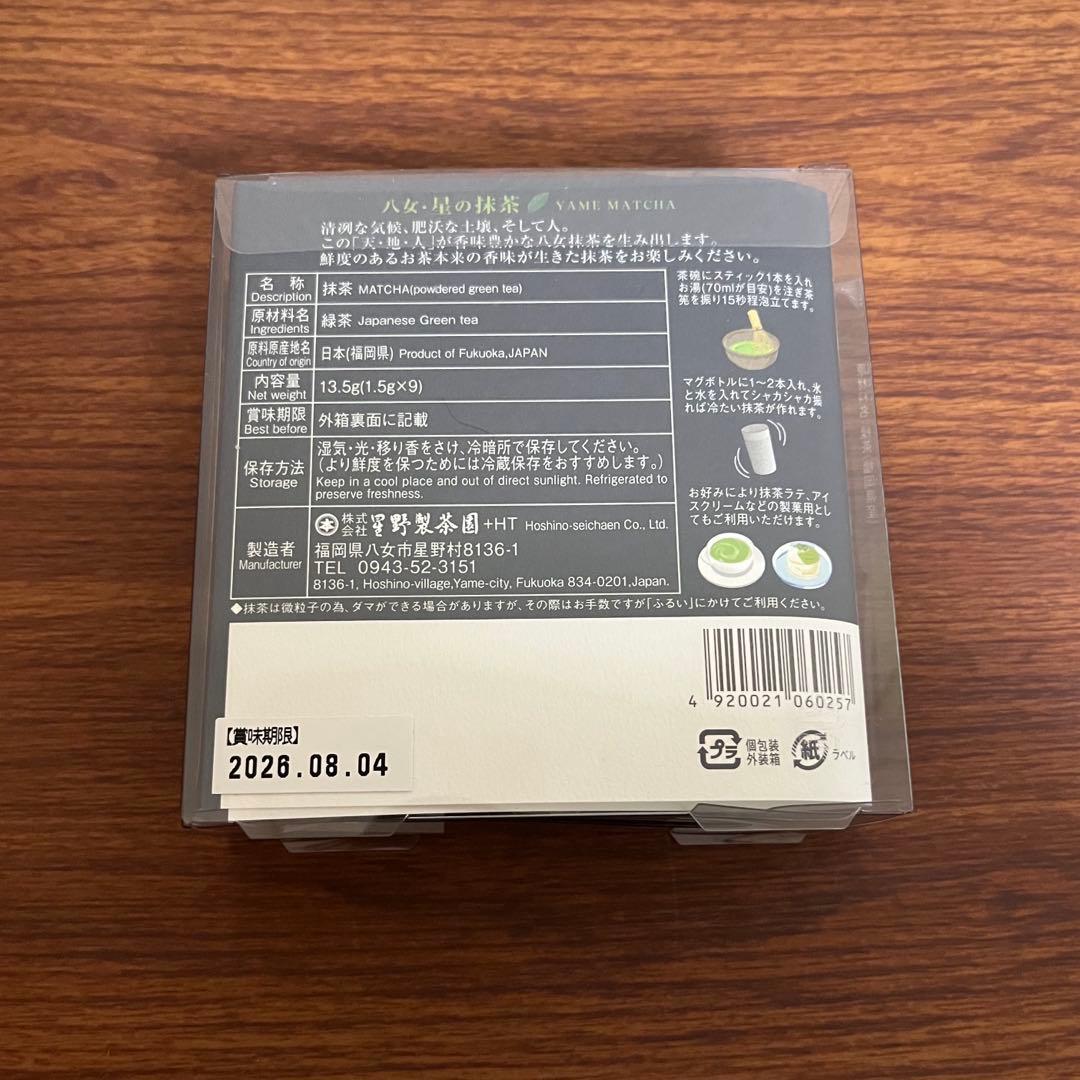 八女・星の抹茶 YAME MATCHA
清冽な気候、肥沃な土壌、そして人。
この「天・地・人」が香味豊かな八女抹茶を生み出します。
鮮度のあるお茶本来の香味が生きた抹茶をお楽しみください。
名称 Description 抹茶 MATCHA(powdered green tea)
原材料名 Ingredients 緑茶 Japanese Green tea
原料原産地名 Country of origin 日本(福岡県) Product of Fukuoka,JAPAN
内容量 Net weight 13.5g(1.5g×9)
賞味期限 Best before 外箱裏面に記載
保存方法 Storage
湿気・光・移り香をさけ、冷暗所で保存してください。
(より鮮度を保つためには冷蔵保存をおすすめします。)
Keep in a cool place and out of direct sunlight. Refrigerated to
preserve freshness.
製造者 Manufacturer
本 株式会社 星野製茶園 +HT Hoshino-seichaen Co., Ltd.
福岡県八女市星野村8136-1
TEL 0943-52-3151
8136-1, Hoshino-village,Yame-city, Fukuoka 834-0201,Japan.
茶碗にスティック1本を入れ
お湯(70mlが目安)を注ぎ茶
筅を振り15秒程泡立てます。
マグボトルに1〜2本入れ、氷
と水を入れてシャカシャカ振
れば冷たい抹茶が作れます。
お好みにより抹茶ラテ、アイ
スクリームなどの製菓用とし
てもご利用いただけます。
◆抹茶は微粒子の為、ダマができる場合がありますが、その際はお手数ですが「ふるい」にかけてご利用ください。
4 920021 060257
プラ 個包装
外装箱
紙 ラベル
【賞味期限】
2026.08.04